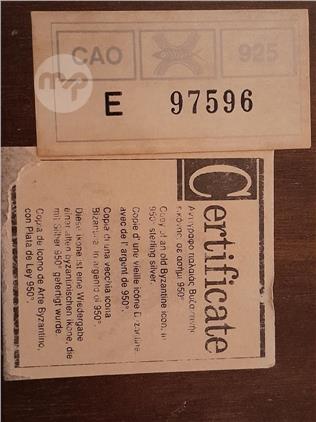 CAO
925
E 97596
Certificate
Αντίγραφο παλαιάς Βυζαντινής
εικόνας σε ασήμι 950°
Copy of an old Byzantine icon, in
950° sterling silver.
Copie d' une vieille icône Byzantine
avec de l' argent de 950°.
Copia di una vecchia icona
Bizantina in argento di 950°.
Diese Ikone ist eine Wiedergabe
einer alten byzantinischen Ikone, die
mit Silber 950° gefertigt wurde.
Copia de icono de Arte Byzantino,
con Plata de Ley 950°.